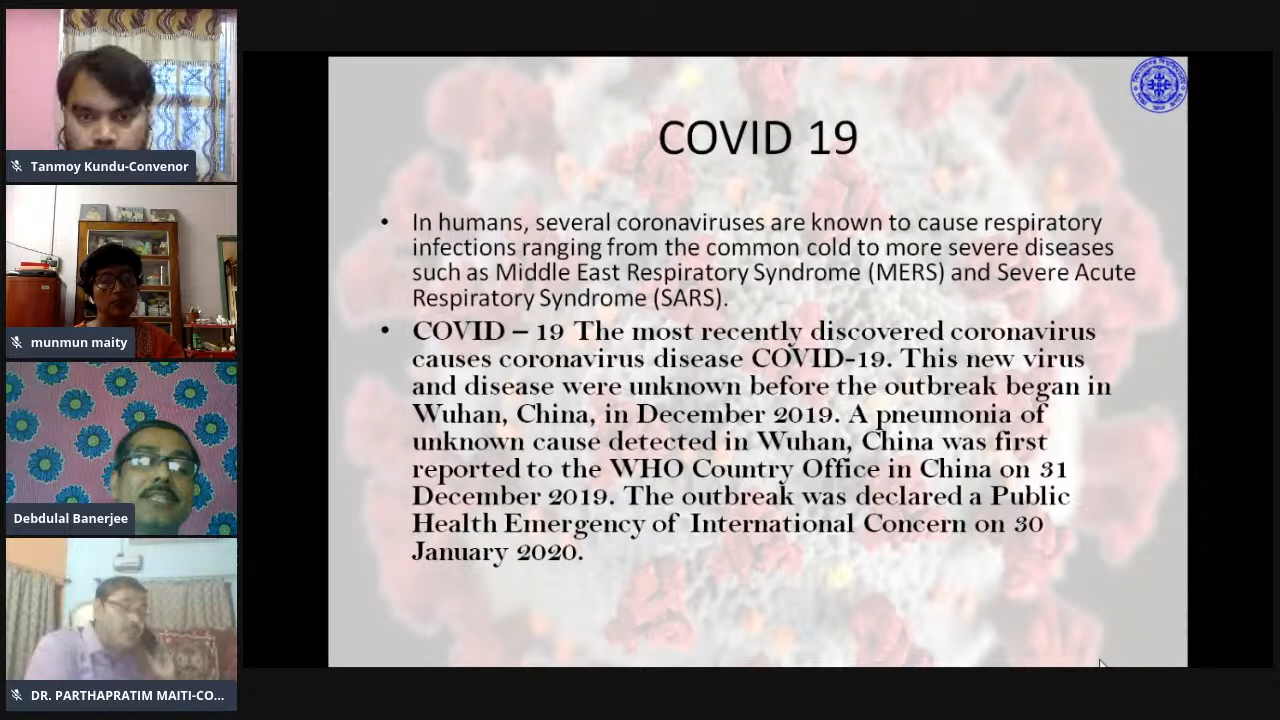 Tanmoy Kundu-Convenor
munmun maity
Debdulal Banerjee
DR. PARTHAPRATIM MAITI-CO...
COVID 19
• In humans, several coronaviruses are known to cause respiratory
infections ranging from the common cold to more severe diseases
such as Middle East Respiratory Syndrome (MERS) and Severe Acute
Respiratory Syndrome (SARS).
• COVID – 19 The most recently discovered coronavirus
causes coronavirus disease COVID-19. This new virus
and disease were unknown before the outbreak began in
Wuhan, China, in December 2019. A pneumonia of
unknown cause detected in Wuhan, China was first
reported to the WHO Country Office in China on 31
December 2019. The outbreak was declared a Public
Health Emergency of International Concern on 30
January 2020.